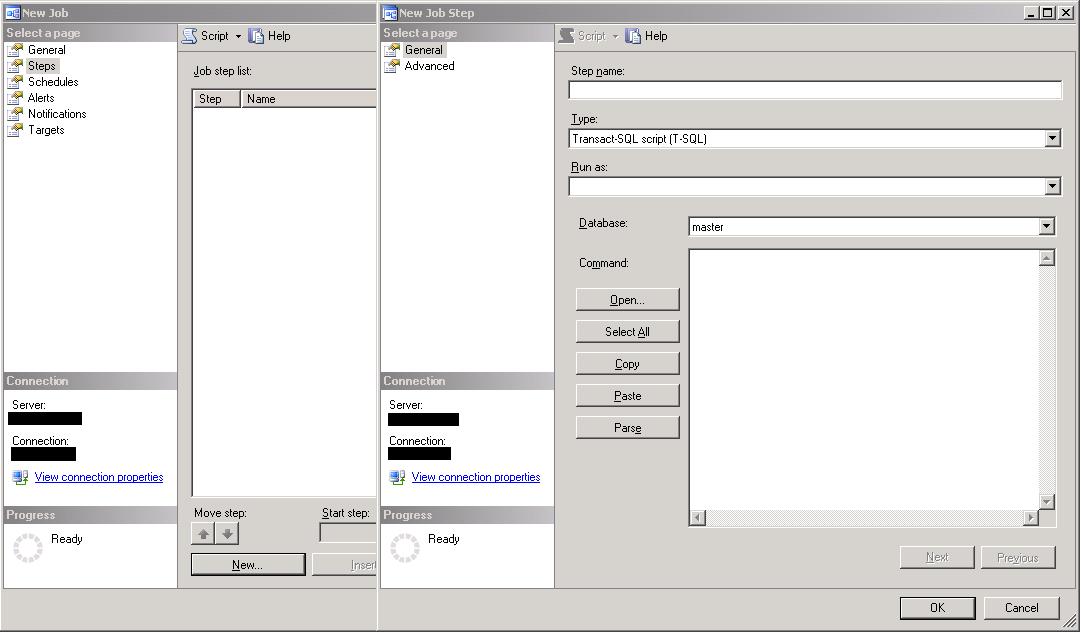 New Job
Select a page
General
Steps
Schedules
Alerts
Notifications
Targets
Connection
Server:
Connection:
View connection properties
Progress
Ready
Script Help
Job step list:
Step Name
Move step: Start step:
New... Insert
New Job Step
Select a page
General
Advanced
Connection
Server:
Connection:
View connection properties
Progress
Ready
Script Help
Step name:
Type:
Transact-SQL script (T-SQL)
Run as:
Database: master
Command:
Open...
Select All
Copy
Paste
Parse
Next Previous
OK Cancel